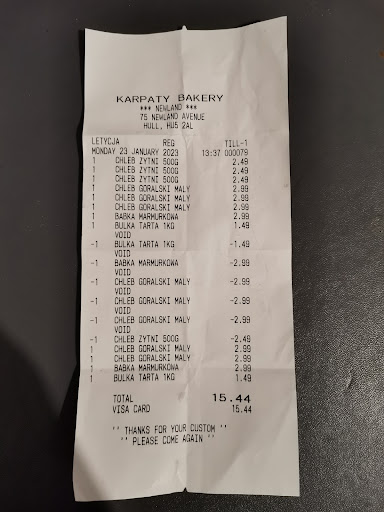 KARPATY BAKERY
*** NEWLAND ***
75 NEWLAND AVENUE
HULL, HU5 2AL
LETYCJA REG TILL-1
MONDAY 23 JANUARY 2023 13:37 000079
1 CHLEB ZYTNI 500G 2.49
1 CHLEB ZYTNI 500G 2.49
1 CHLEB ZYTNI 500G 2.49
1 CHLEB GORALSKI MALY 2.99
1 CHLEB GORALSKI MALY 2.99
1 CHLEB GORALSKI MALY 2.99
1 BABKA MARMURKOWA 2.99
1 BULKA TARTA 1KG 1.49
VOID
-1 BULKA TARTA 1KG -1.49
VOID
-1 BABKA MARMURKOWA -2.99
VOID
-1 CHLEB GORALSKI MALY -2.99
VOID
-1 CHLEB GORALSKI MALY -2.99
VOID
-1 CHLEB GORALSKI MALY -2.99
VOID
-1 CHLEB ZYTNI 500G -2.49
1 CHLEB GORALSKI MALY 2.99
1 CHLEB GORALSKI MALY 2.99
1 BABKA MARMURKOWA 2.99
1 BULKA TARTA 1KG 1.49
TOTAL 15.44
VISA CARD 15.44
'' THANKS FOR YOUR CUSTOM ''
'' PLEASE COME AGAIN ''